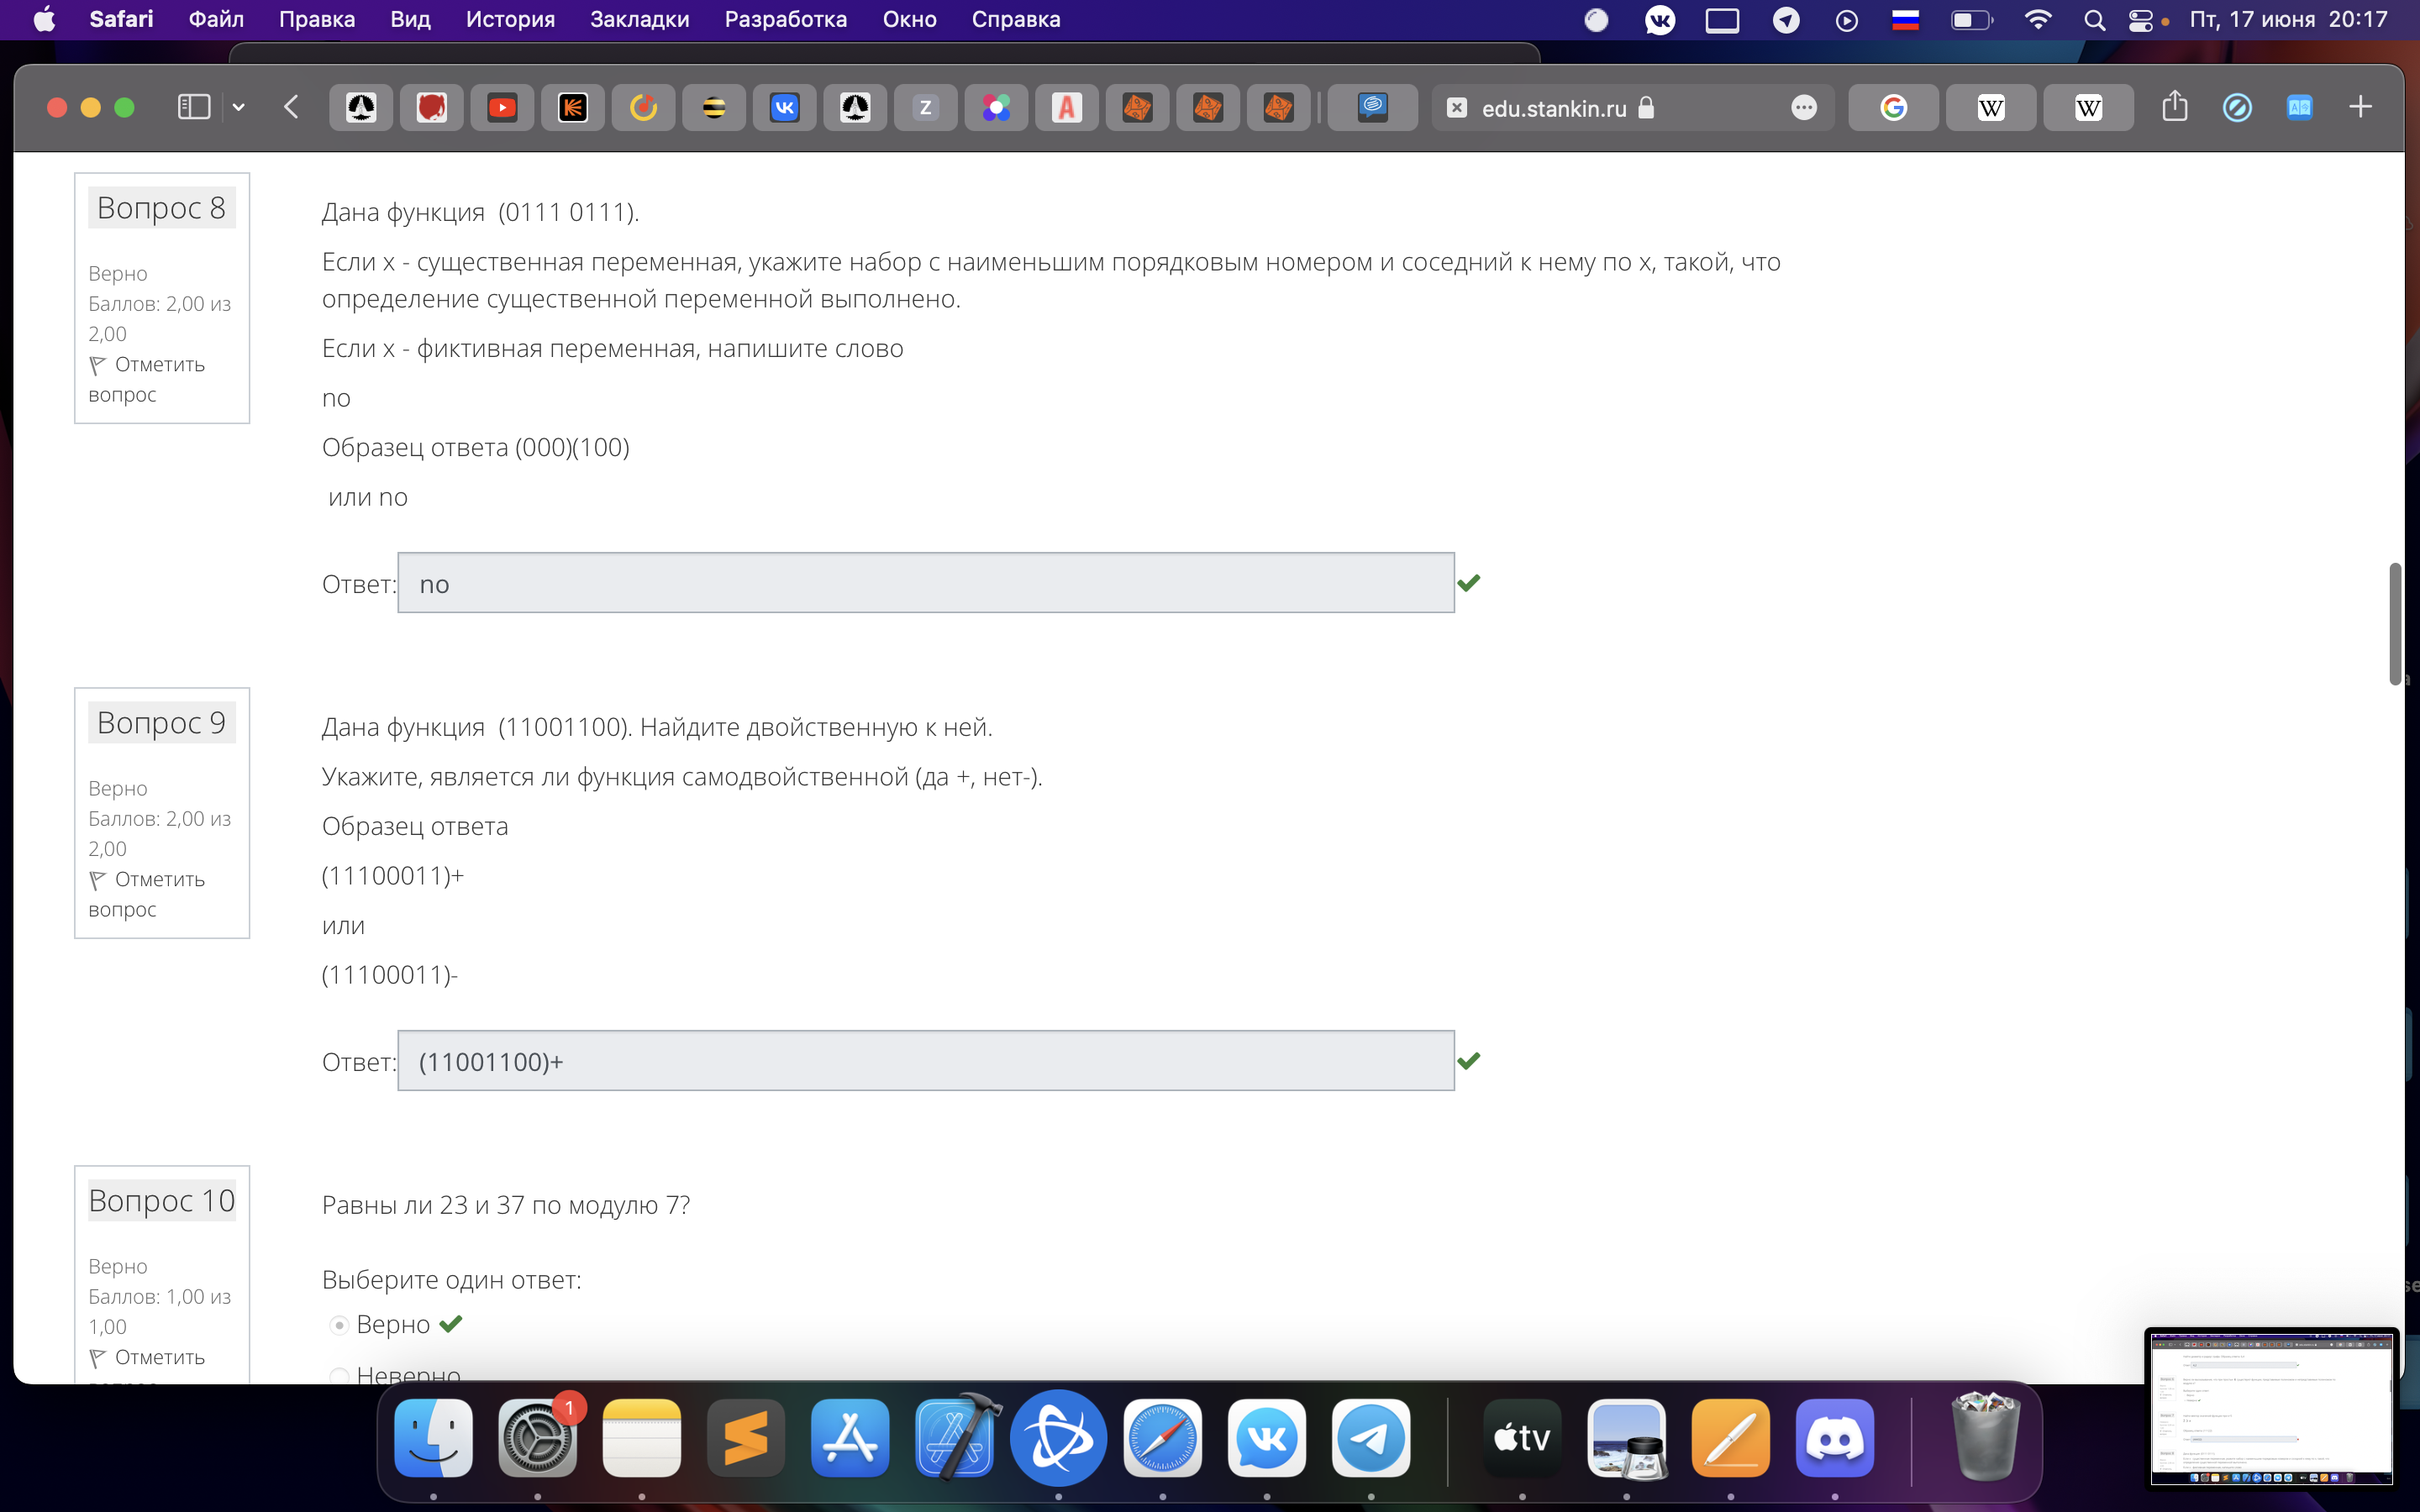 Safari Файл Правка Вид История Закладки Разработка Окно Справка Пт, 17 июня 20:17
edu.stankin.ru
Вопрос 8
Верно
Баллов: 2,00 из
2,00
Отметить
вопрос
Дана функция (0111 0111).
Если x - существенная переменная, укажите набор с наименьшим порядковым номером и соседний к нему по x, такой, что
определение существенной переменной выполнено.
Если x - фиктивная переменная, напишите слово
no
Образец ответа (000)(100)
или no
Ответ: no
Вопрос 9
Верно
Баллов: 2,00 из
2,00
Отметить
вопрос
Дана функция (11001100). Найдите двойственную к ней.
Укажите, является ли функция самодвойственной (да +, нет-).
Образец ответа
(11100011)+
или
(11100011)-
Ответ: (11001100)+
Вопрос 10
Верно
Баллов: 1,00 из
1,00
Отметить
Равны ли 23 и 37 по модулю 7?
Выберите один ответ:
Верно
Неверно
1
tv